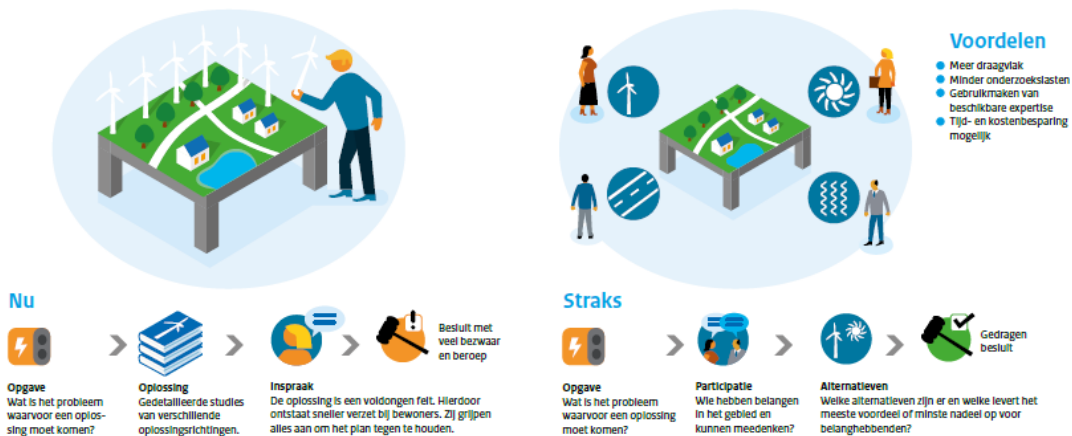 Voordelen
Meer draagvlak
Minder onderzoekslasten
Gebruikmaken van
beschikbare expertise
Tijd- en kostenbesparing
mogelijk
Nu
Opgave
Wat is het probleem
waarvoor een oplos-
sing moet komen?
Oplossing
Gedetailleerde studies
van verschillende
oplossingsrichtingen.
Inspraak
De oplossing is een voldongen feit. Hierdoor
ontstaat sneller verzet bij bewoners. Zij grijpen
alles aan om het plan tegen te houden.
Besluit met
veel bezwaar
en beroep
Straks
Opgave
Wat is het probleem
waarvoor een oplossing
moet komen?
Participatie
Wie hebben belangen
in het gebied en
kunnen meedenken?
Alternatieven
Welke alternatieven zijn er en welke levert het
meeste voordeel of minste nadeel op voor
belanghebbenden?
Gedragen
besluit